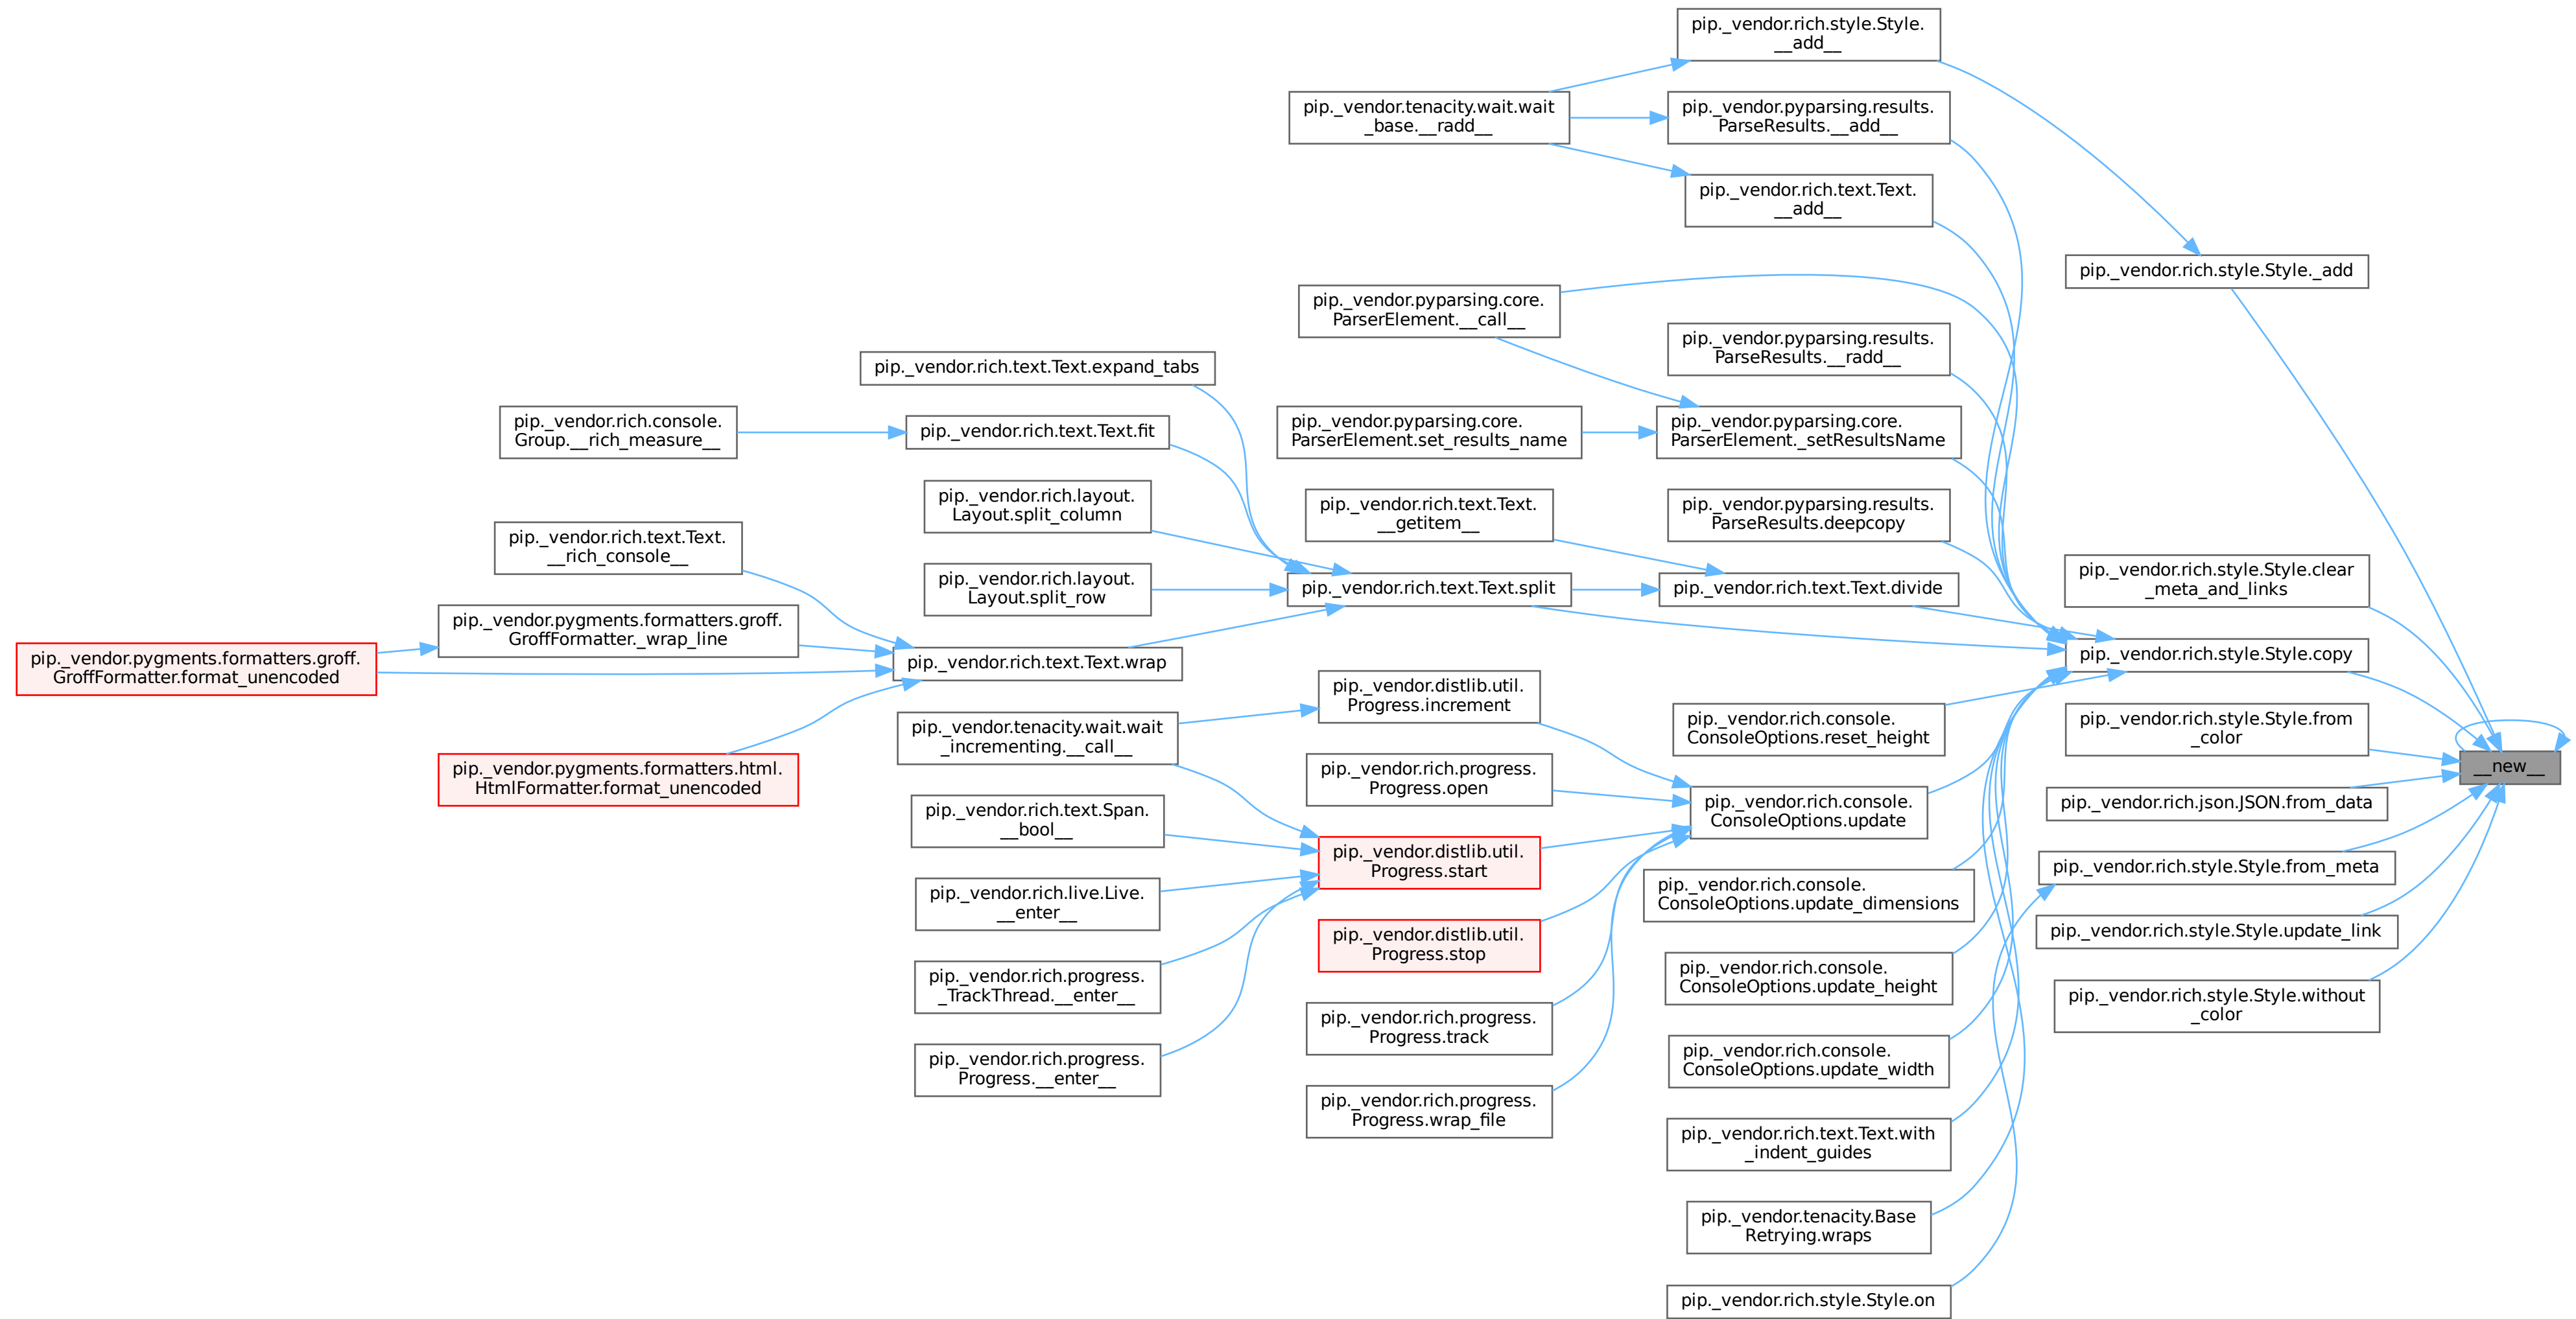 pip._vendor.rich.style.Style.
__add__
pip._vendor.tenacity.wait.wait
_base.__radd__
pip._vendor.pyparsing.results.
ParseResults.__add__
pip._vendor.rich.text.Text.
__add__
pip._vendor.rich.style.Style._add
pip._vendor.pyparsing.core.
ParserElement.__call__
pip._vendor.pyparsing.results.
ParseResults.__radd__
pip._vendor.rich.text.Text.expand_tabs
pip._vendor.rich.console.
Group.__rich_measure__
pip._vendor.rich.text.Text.fit
pip._vendor.pyparsing.core.
ParserElement.set_results_name
pip._vendor.pyparsing.core.
ParserElement._setResultsName
pip._vendor.rich.layout.
Layout.split_column
pip._vendor.rich.text.Text.
__getitem__
pip._vendor.pyparsing.results.
ParseResults.deepcopy
pip._vendor.rich.text.Text.
__rich_console__
pip._vendor.rich.layout.
Layout.split_row
pip._vendor.rich.text.Text.split
pip._vendor.rich.text.Text.divide
pip._vendor.rich.style.Style.clear
_meta_and_links
pip._vendor.pygments.formatters.groff.
GroffFormatter._wrap_line
pip._vendor.pygments.formatters.groff.
GroffFormatter.format_unencoded
pip._vendor.rich.text.Text.wrap
pip._vendor.rich.style.Style.copy
pip._vendor.distlib.util.
Progress.increment
pip._vendor.rich.console.
ConsoleOptions.reset_height
pip._vendor.rich.style.Style.from
_color
pip._vendor.tenacity.wait.wait
_incrementing.__call__
pip._vendor.pygments.formatters.html.
HtmlFormatter.format_unencoded
pip._vendor.rich.progress.
Progress.open
__new__
pip._vendor.rich.text.Span.
__bool__
pip._vendor.rich.console.
ConsoleOptions.update
pip._vendor.rich.json.JSON.from_data
pip._vendor.distlib.util.
Progress.start
pip._vendor.rich.style.Style.from_meta
pip._vendor.rich.live.Live.
__enter__
pip._vendor.rich.console.
ConsoleOptions.update_dimensions
pip._vendor.distlib.util.
Progress.stop
pip._vendor.rich.style.Style.update_link
pip._vendor.rich.progress.
_TrackThread.__enter__
pip._vendor.rich.console.
ConsoleOptions.update_height
pip._vendor.rich.style.Style.without
_color
pip._vendor.rich.progress.
Progress.track
pip._vendor.rich.progress.
Progress.__enter__
pip._vendor.rich.console.
ConsoleOptions.update_width
pip._vendor.rich.progress.
Progress.wrap_file
pip._vendor.rich.text.Text.with
_indent_guides
pip._vendor.tenacity.Base
Retrying.wraps
pip._vendor.rich.style.Style.on